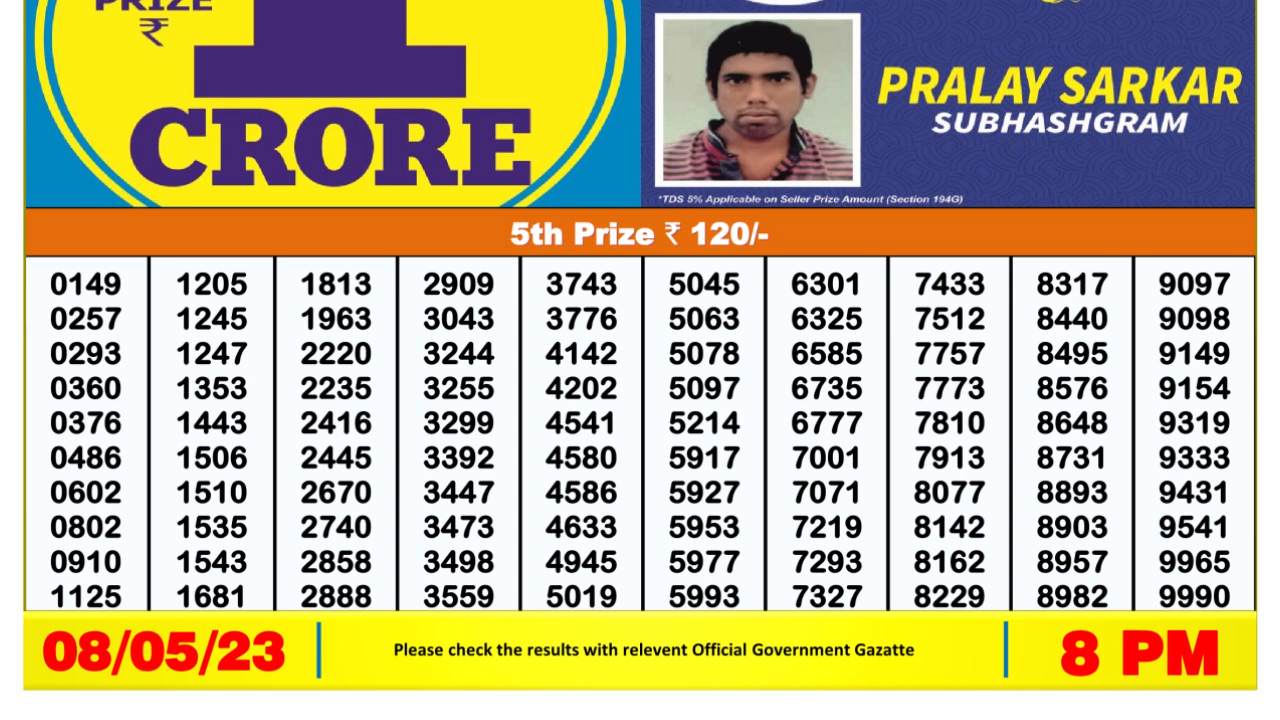 PRIZE
₹
1
CRORE
PRALAY SARKAR
SUBHASHGRAM
*TDS 5% Applicable on Seller Prize Amount (Section 194G)
5th Prize ₹ 120/-
0149 1205 1813 2909 3743 5045 6301 7433 8317 9097
0257 1245 1963 3043 3776 5063 6325 7512 8440 9098
0293 1247 2220 3244 4142 5078 6585 7757 8495 9149
0360 1353 2235 3255 4202 5097 6735 7773 8576 9154
0376 1443 2416 3299 4541 5214 6777 7810 8648 9319
0486 1506 2445 3392 4580 5917 7001 7913 8731 9333
0602 1510 2670 3447 4586 5927 7071 8077 8893 9431
0802 1535 2740 3473 4633 5953 7219 8142 8903 9541
0910 1543 2858 3498 4945 5977 7293 8162 8957 9965
1125 1681 2888 3559 5019 5993 7327 8229 8982 9990
08/05/23
Please check the results with relevent Official Government Gazatte
8 PM